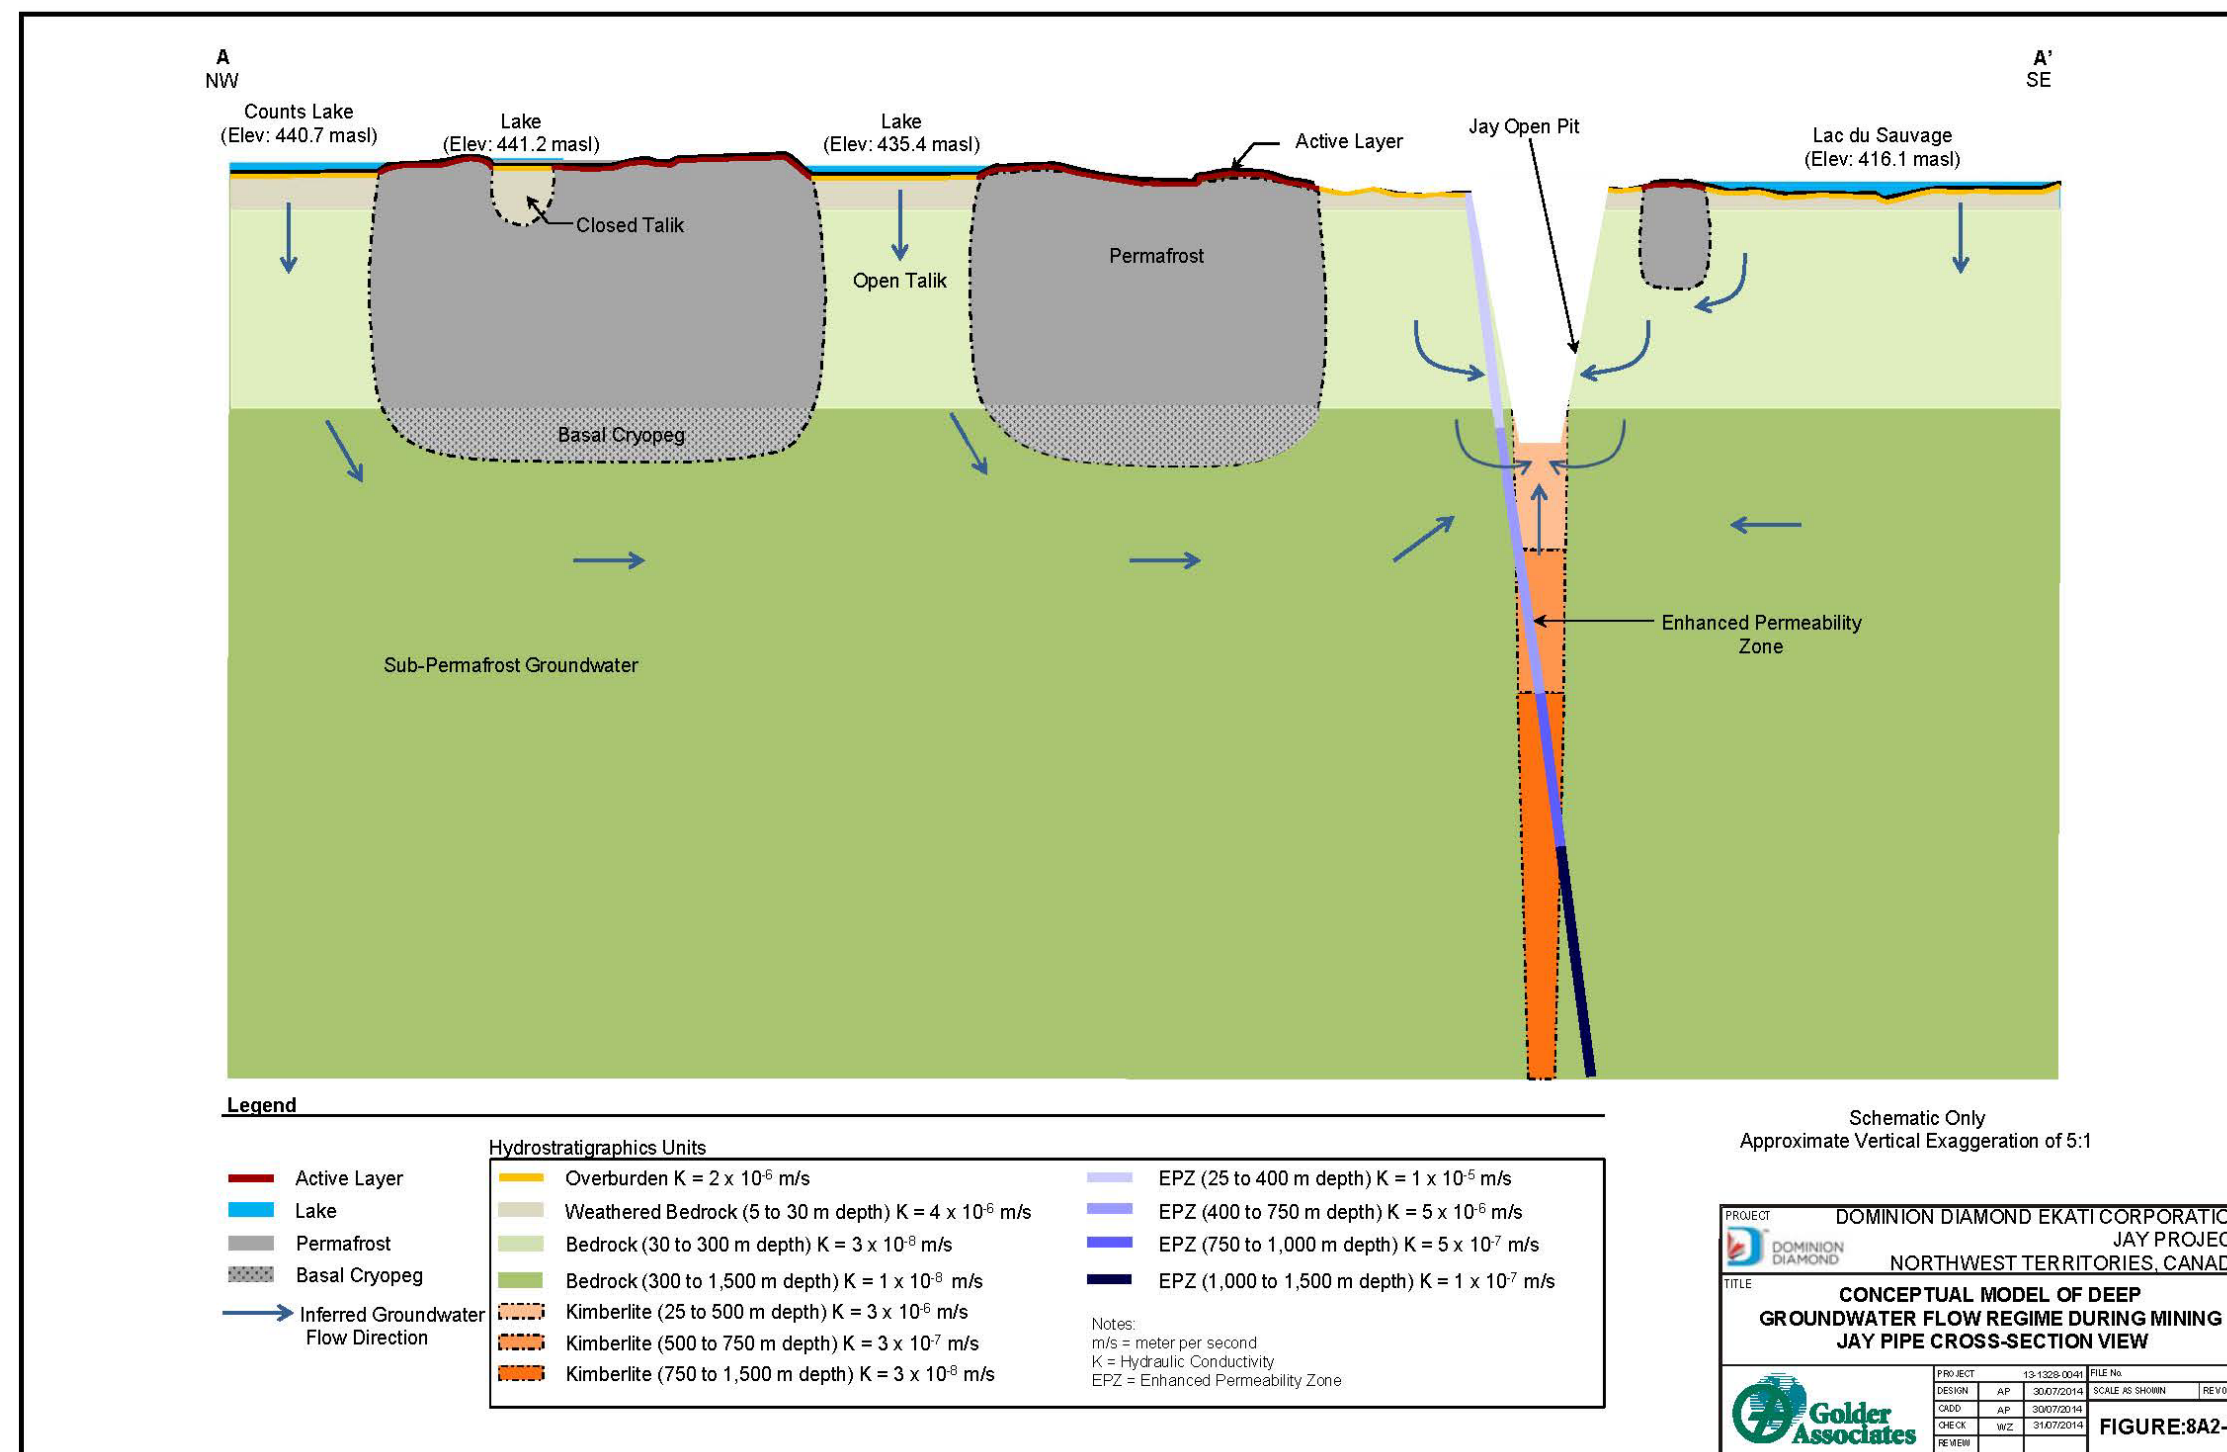 A
NW
A'
SE
Counts Lake
(Elev: 440.7 masl)
Lake
(Elev: 441.2 masl)
Lake
(Elev: 435.4 masl)
Active Layer
Jay Open Pit
Lac du Sauvage
(Elev: 416.1 masl)
Closed Talik
Open Talik
Permafrost
Basal Cryopeg
Enhanced Permeability
Zone
Sub-Permafrost Groundwater
Legend
Active Layer
Lake
Permafrost
Basal Cryopeg
Inferred Groundwater
Flow Direction
Hydrostratigraphics Units
Overburden K = 2 x 10⁻⁶ m/s
Weathered Bedrock (5 to 30 m depth) K = 4 x 10⁻⁶ m/s
Bedrock (30 to 300 m depth) K = 3 x 10⁻⁸ m/s
Bedrock (300 to 1,500 m depth) K = 1 x 10⁻⁸ m/s
Kimberlite (25 to 500 m depth) K = 3 x 10⁻⁶ m/s
Kimberlite (500 to 750 m depth) K = 3 x 10⁻⁷ m/s
Kimberlite (750 to 1,500 m depth) K = 3 x 10⁻⁸ m/s
EPZ (25 to 400 m depth) K = 1 x 10⁻⁵ m/s
EPZ (400 to 750 m depth) K = 5 x 10⁻⁶ m/s
EPZ (750 to 1,000 m depth) K = 5 x 10⁻⁷ m/s
EPZ (1,000 to 1,500 m depth) K = 1 x 10⁻⁷ m/s
Notes:
m/s = meter per second
K = Hydraulic Conductivity
EPZ = Enhanced Permeability Zone
Schematic Only
Approximate Vertical Exaggeration of 5:1
PROJECT
DOMINION DIAMOND EKATI CORPORATIO
JAY PROJEC
NORTHWEST TERRITORIES, CANAD
DOMINION
DIAMOND
TITLE
CONCEPTUAL MODEL OF DEEP
GROUNDWATER FLOW REGIME DURING MINING
JAY PIPE CROSS-SECTION VIEW
Golder
Associates
PROJECT 13-1328-0041 FILE No.
DESIGN AP 30/07/2014 SCALE AS SHOWN REV 0
CADD AP 30/07/2014
CHECK WZ 31/07/2014
REVIEW
FIGURE:8A2-